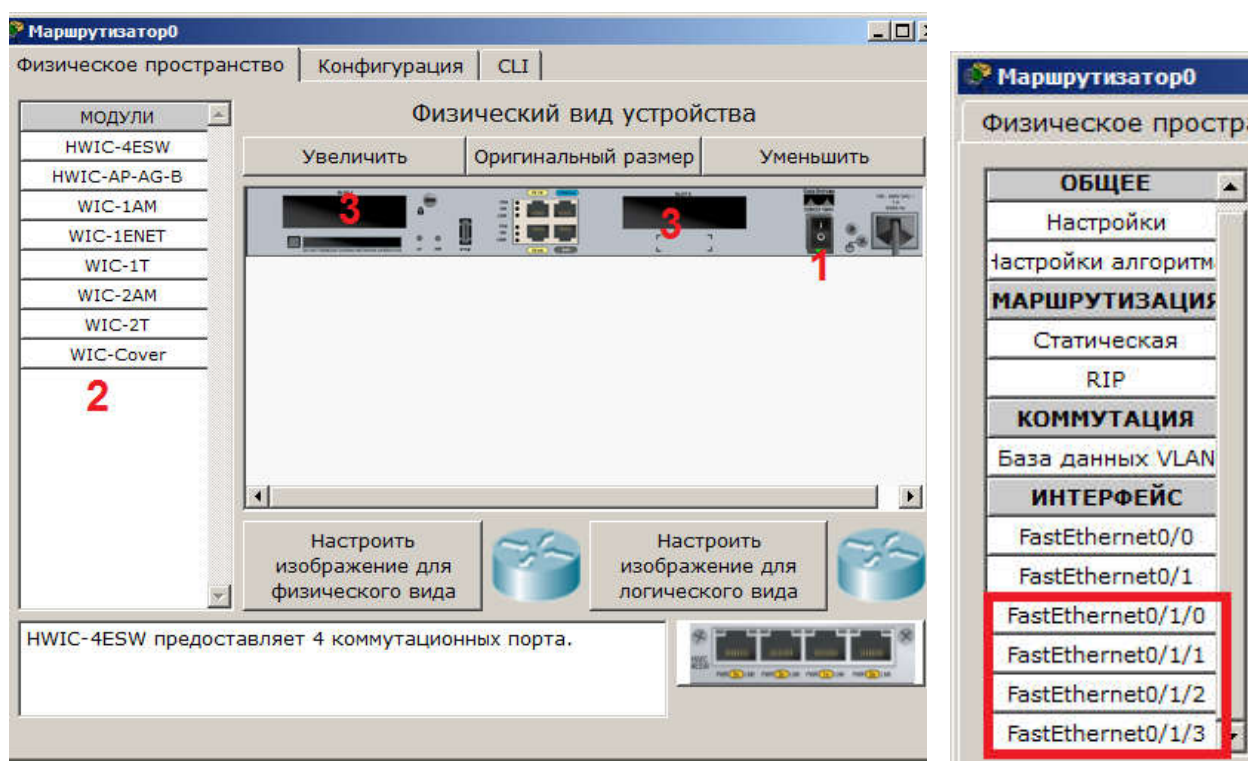 Маршрутизатор0
Физическое пространство Конфигурация CLI
МОДУЛИ
HWIC-4ESW
HWIC-AP-AG-B
WIC-1AM
WIC-1ENET
WIC-1T
WIC-2AM
WIC-2T
WIC-Cover
2
Физический вид устройства
Увеличить Оригинальный размер Уменьшить
3 3
1
Настроить
изображение для
физического вида
Настроить
изображение для
логического вида
HWIC-4ESW предоставляет 4 коммутационных порта.
Маршрутизатор0
Физическое простра
ОБЩЕЕ
Настройки
Настройки алгоритм
МАРШРУТИЗАЦИЯ
Статическая
RIP
КОММУТАЦИЯ
База данных VLAN
ИНТЕРФЕЙС
FastEthernet0/0
FastEthernet0/1
FastEthernet0/1/0
FastEthernet0/1/1
FastEthernet0/1/2
FastEthernet0/1/3